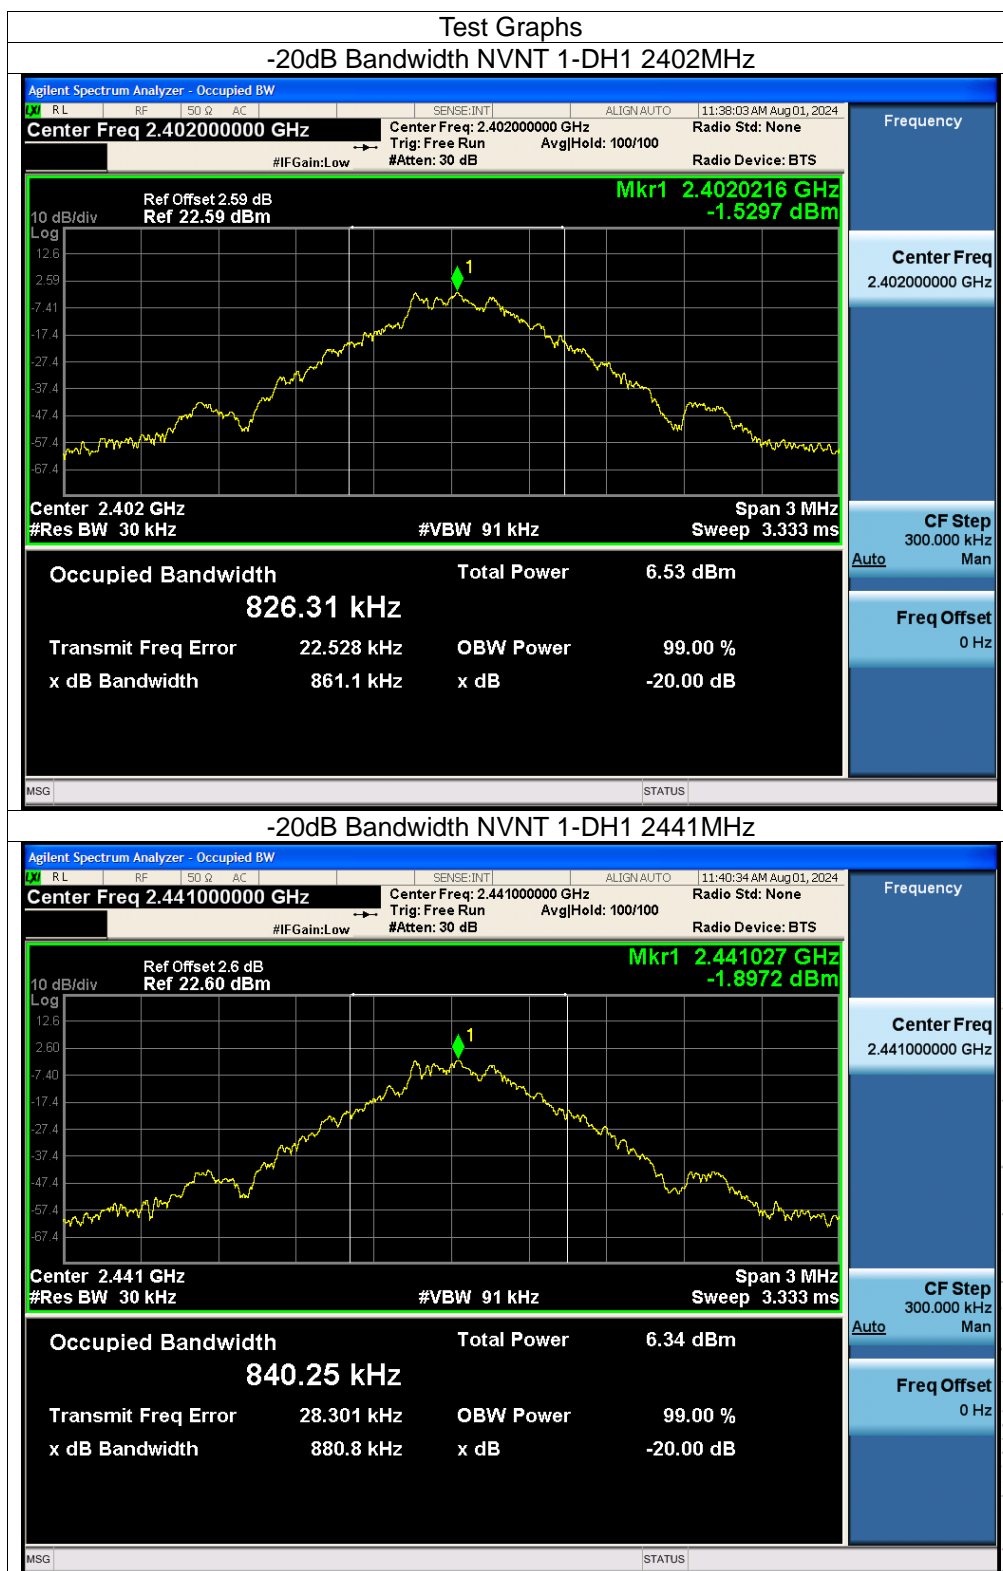 Test Graphs
-20dB Bandwidth NVNT 1-DH1 2402MHz
Agilent Spectrum Analyzer - Occupied BW
LXI RL RF 50 Ω AC SENSE:INT ALIGN AUTO 11:38:03 AM Aug 01, 2024
Center Freq 2.402000000 GHz Center Freq: 2.402000000 GHz Radio Std: None Frequency
Trig: Free Run Avg|Hold: 100/100
#IFGain:Low #Atten: 30 dB Radio Device: BTS
Mkr1 2.4020216 GHz
-1.5297 dBm
Ref Offset 2.59 dB
10 dB/div Ref 22.59 dBm
Log
12.6
2.59
-7.41
-17.4
-27.4
-37.4
-47.4
-57.4
-67.4
1
Center Freq
2.402000000 GHz
Center 2.402 GHz Span 3 MHz
#Res BW 30 kHz #VBW 91 kHz Sweep 3.333 ms
CF Step
300.000 kHz
Auto Man
Occupied Bandwidth Total Power 6.53 dBm
826.31 kHz
Freq Offset
0 Hz
Transmit Freq Error 22.528 kHz OBW Power 99.00 %
x dB Bandwidth 861.1 kHz x dB -20.00 dB
MSG STATUS
-20dB Bandwidth NVNT 1-DH1 2441MHz
Agilent Spectrum Analyzer - Occupied BW
LXI RL RF 50 Ω AC SENSE:INT ALIGN AUTO 11:40:34 AM Aug 01, 2024
Center Freq 2.441000000 GHz Center Freq: 2.441000000 GHz Radio Std: None Frequency
Trig: Free Run Avg|Hold: 100/100
#IFGain:Low #Atten: 30 dB Radio Device: BTS
Mkr1 2.441027 GHz
-1.8972 dBm
Ref Offset 2.6 dB
10 dB/div Ref 22.60 dBm
Log
12.6
2.60
-7.40
-17.4
-27.4
-37.4
-47.4
-57.4
-67.4
1
Center Freq
2.441000000 GHz
Center 2.441 GHz Span 3 MHz
#Res BW 30 kHz #VBW 91 kHz Sweep 3.333 ms
CF Step
300.000 kHz
Auto Man
Occupied Bandwidth Total Power 6.34 dBm
840.25 kHz
Freq Offset
0 Hz
Transmit Freq Error 28.301 kHz OBW Power 99.00 %
x dB Bandwidth 880.8 kHz x dB -20.00 dB
MSG STATUS